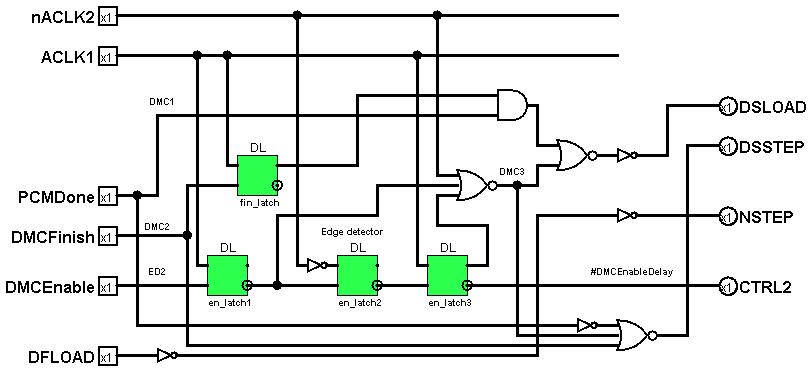 nACLK2 x1
ACLK1 x1
DMC1
x1 DSLOAD
DL
x1 DSSTEP
DMC3
PCMDone x1
fin_latch
x1 NSTEP
DMCFinish x1 DMC2
Edge detector
DL DL DL
ED2
#DMCEnableDelay
DMCEnable x1
x1 CTRL2
en_latch1 en_latch2 en_latch3
DFLOAD x1